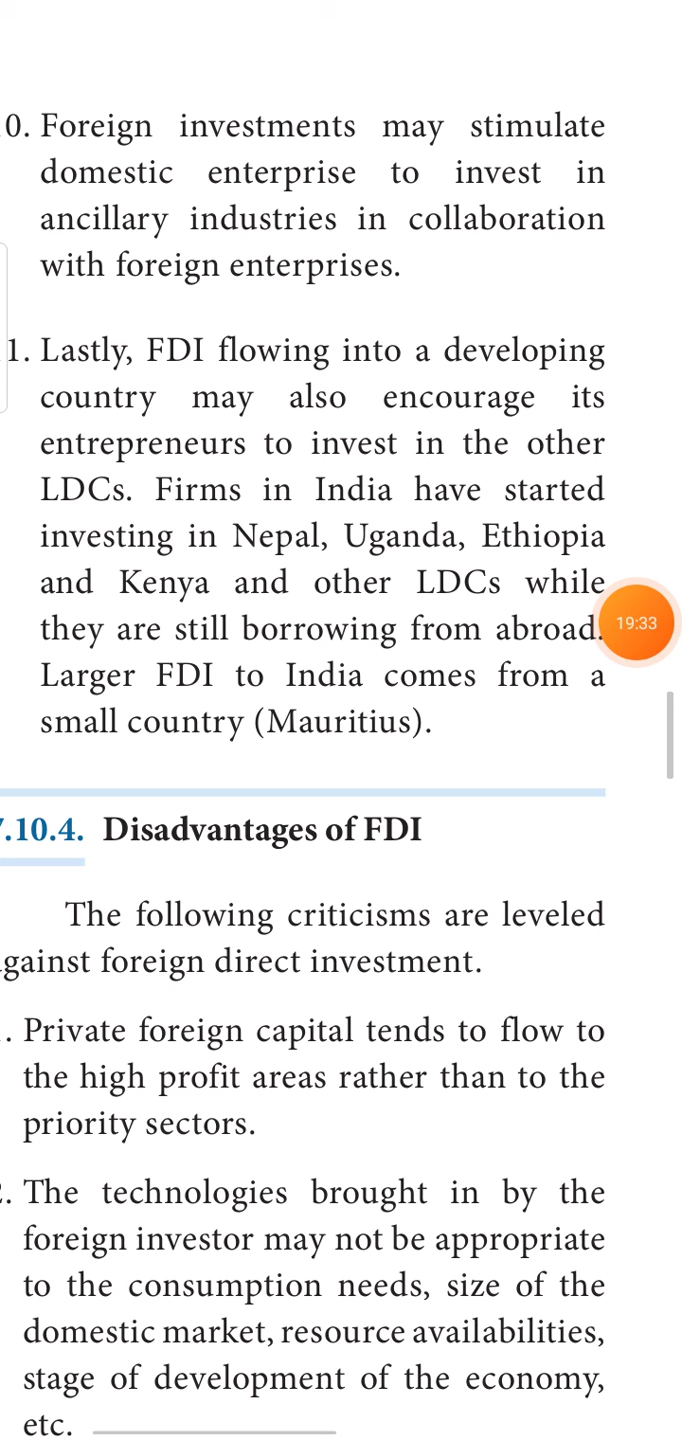 0. Foreign investments may stimulate
domestic enterprise to invest in
ancillary industries in collaboration
with foreign enterprises.
1. Lastly, FDI flowing into a developing
country may also encourage its
entrepreneurs to invest in the other
LDCs. Firms in India have started
investing in Nepal, Uganda, Ethiopia
and Kenya and other LDCs while
they are still borrowing from abroad.
19:33
Larger FDI to India comes from a
small country (Mauritius).
.10.4. Disadvantages of FDI
The following criticisms are leveled
gainst foreign direct investment.
. Private foreign capital tends to flow to
the high profit areas rather than to the
priority sectors.
. The technologies brought in by the
foreign investor may not be appropriate
to the consumption needs, size of the
domestic market, resource availabilities,
stage of development of the economy,
etc.